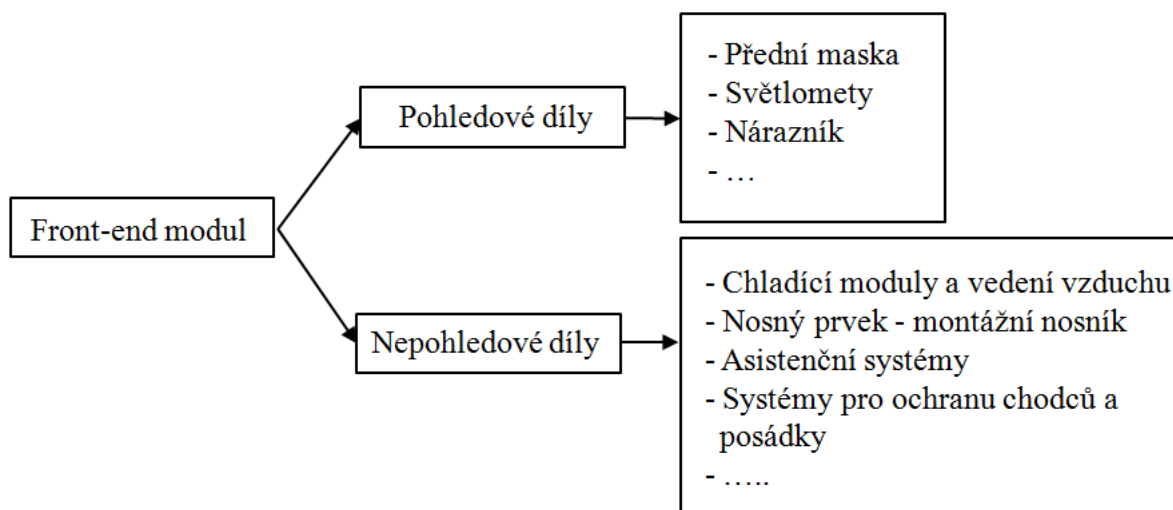 Front-end modul
Pohledové díly
- Přední maska
- Světlomety
- Nárazník
- …
Nepohledové díly
- Chladící moduly a vedení vzduchu
- Nosný prvek - montážní nosník
- Asistenční systémy
- Systémy pro ochranu chodců a
posádky
- …..